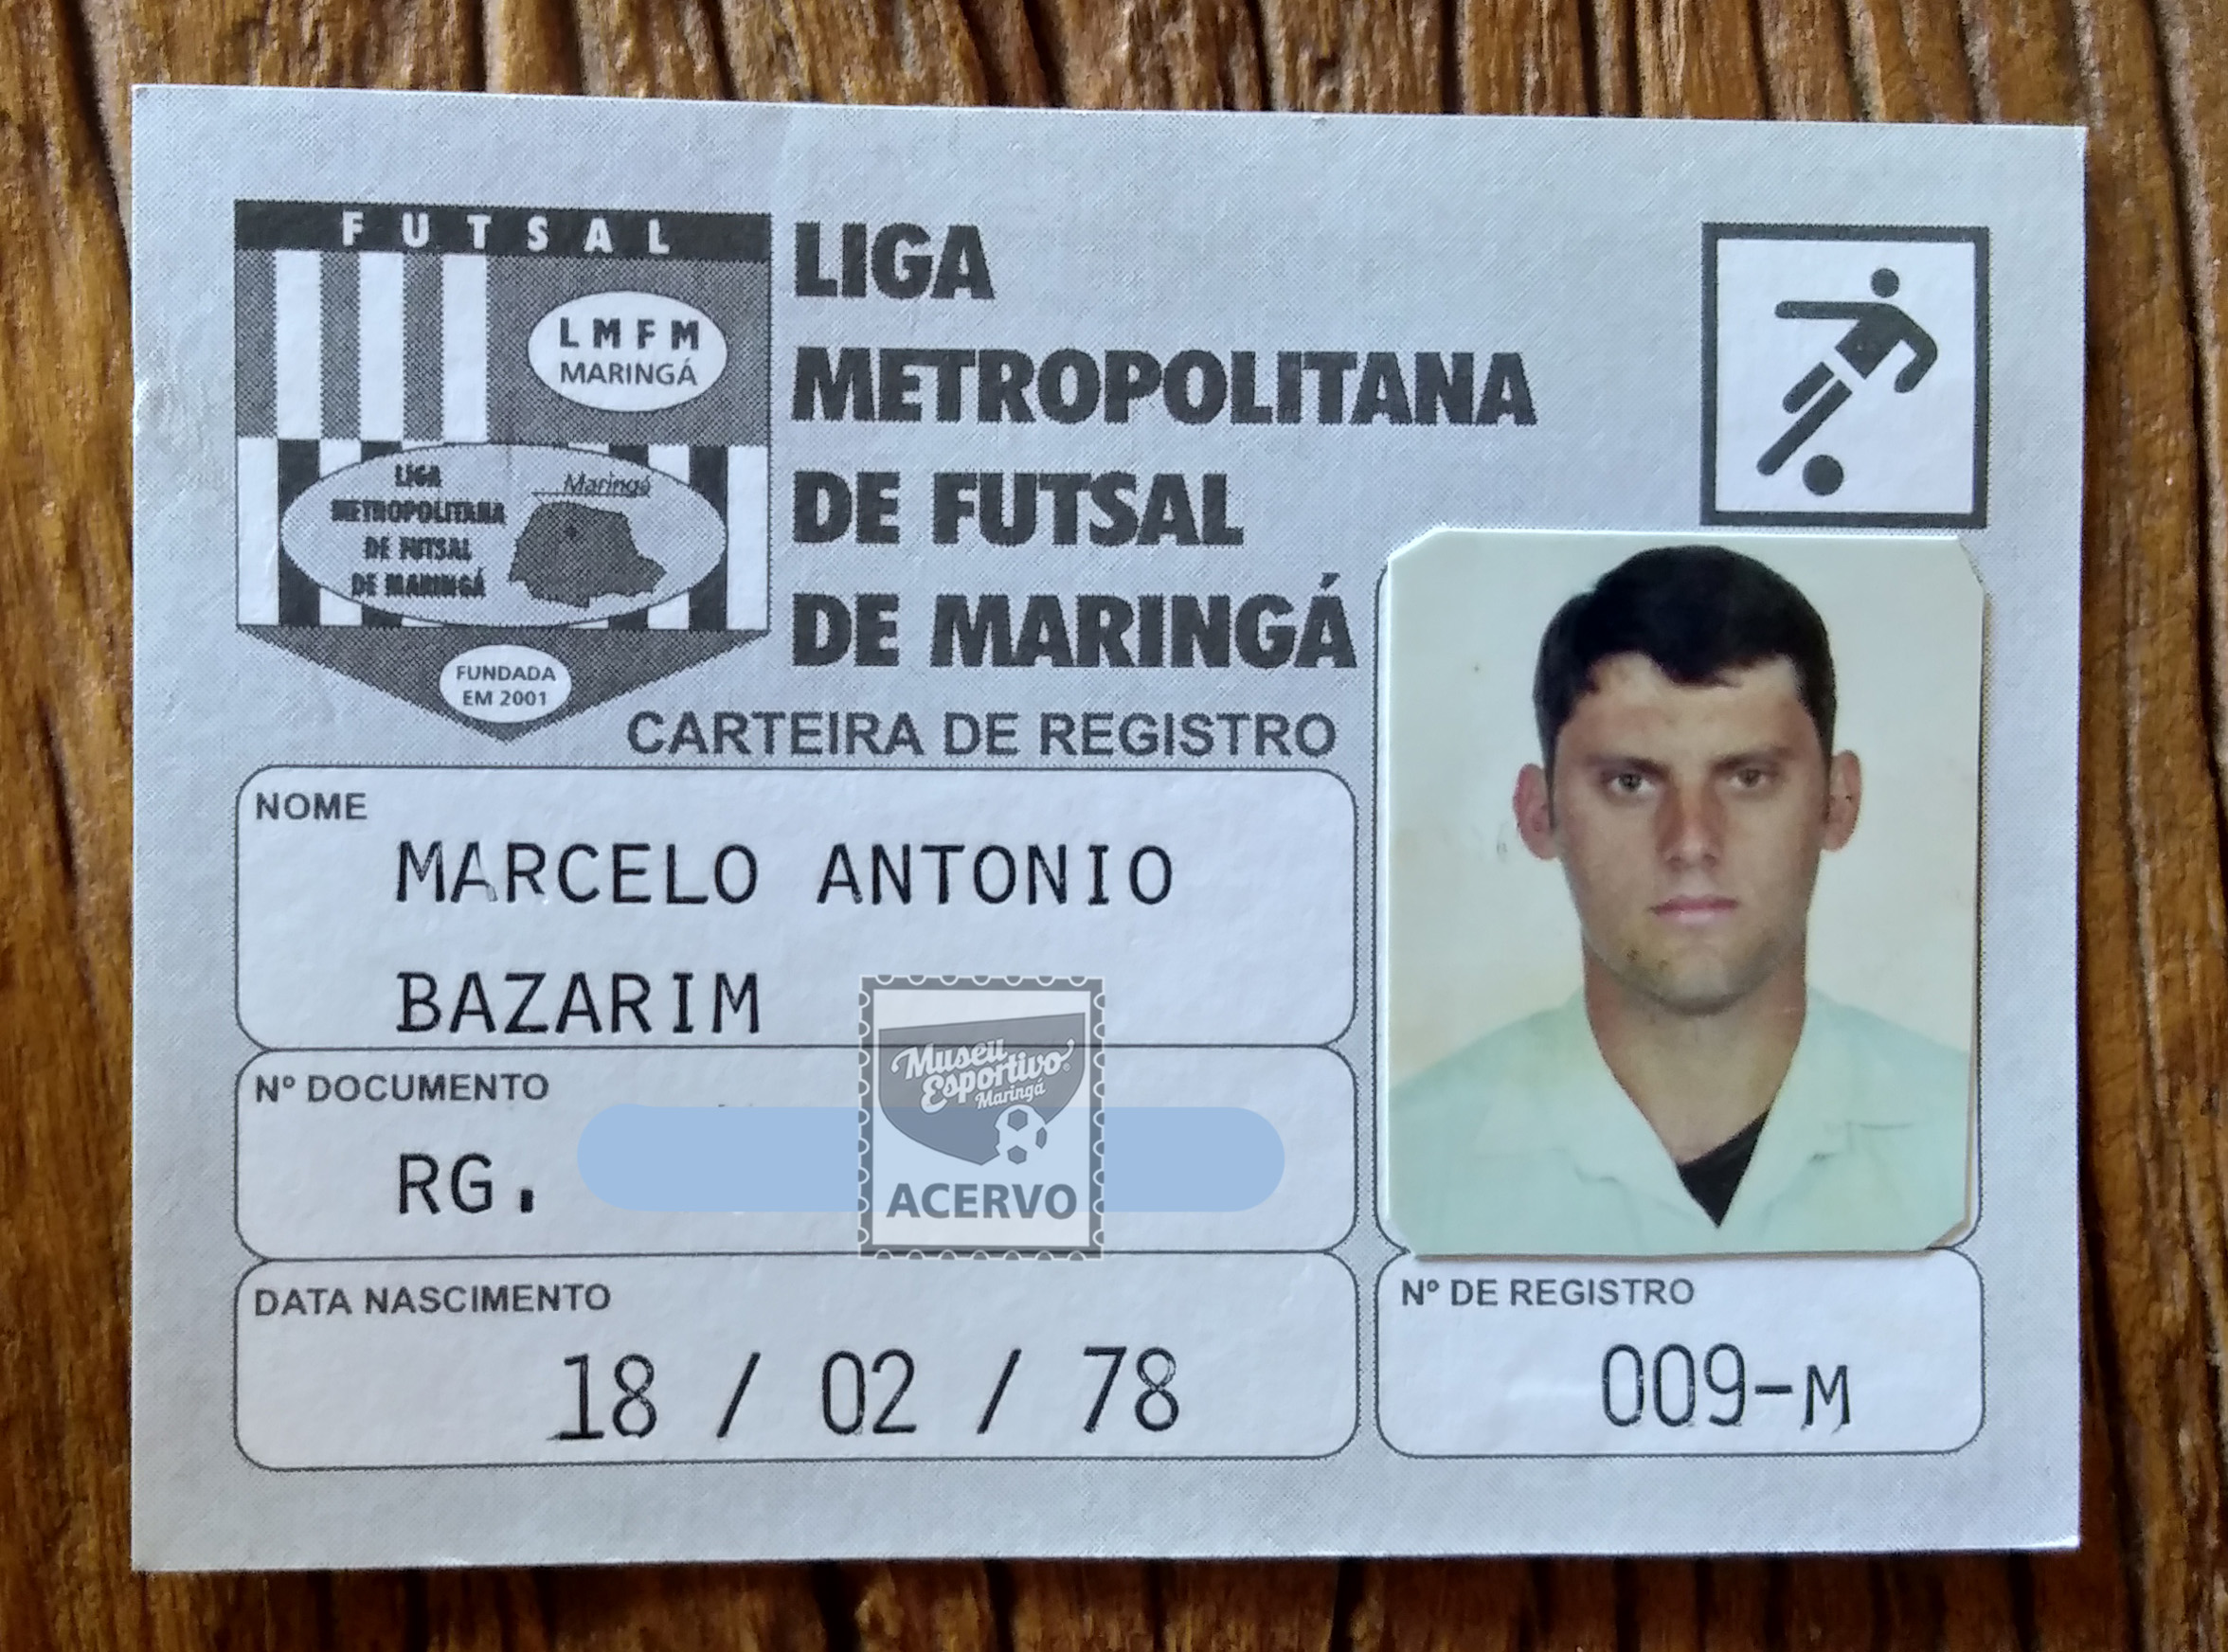 FUTSAL
LMFM
MARINGÁ
LIGA
METROPOLITANA
DE FUTSAL
DE MARINGÁ
Maringá
FUNDADA
EM 2001
LIGA
METROPOLITANA
DE FUTSAL
DE MARINGÁ
CARTEIRA DE REGISTRO
NOME
MARCELO ANTONIO
BAZARIM
Nº DOCUMENTO
RG.
Museu
Esportivo
Maringá
ACERVO
DATA NASCIMENTO
18 / 02 / 78
Nº DE REGISTRO
009-M